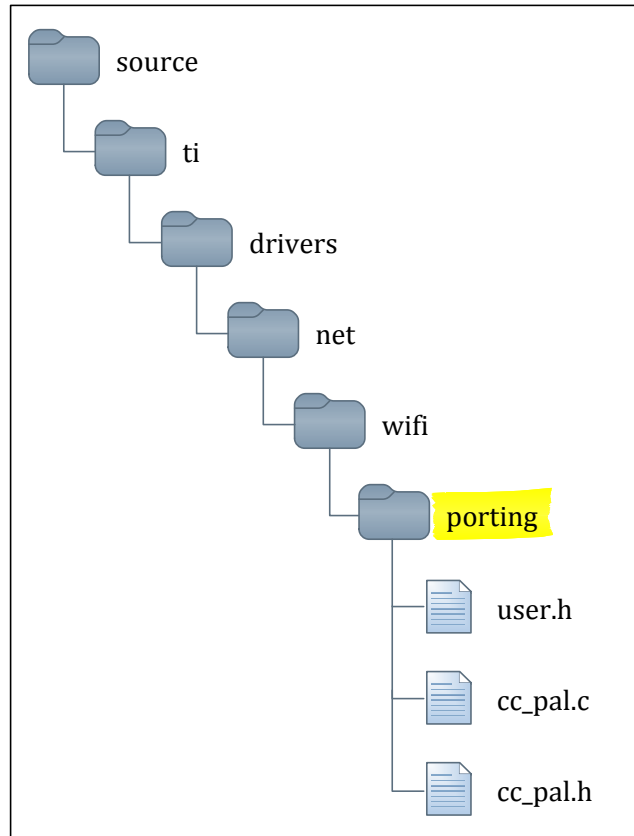 source
ti
drivers
net
wifi
porting
user.h
cc_pal.c
cc_pal.h